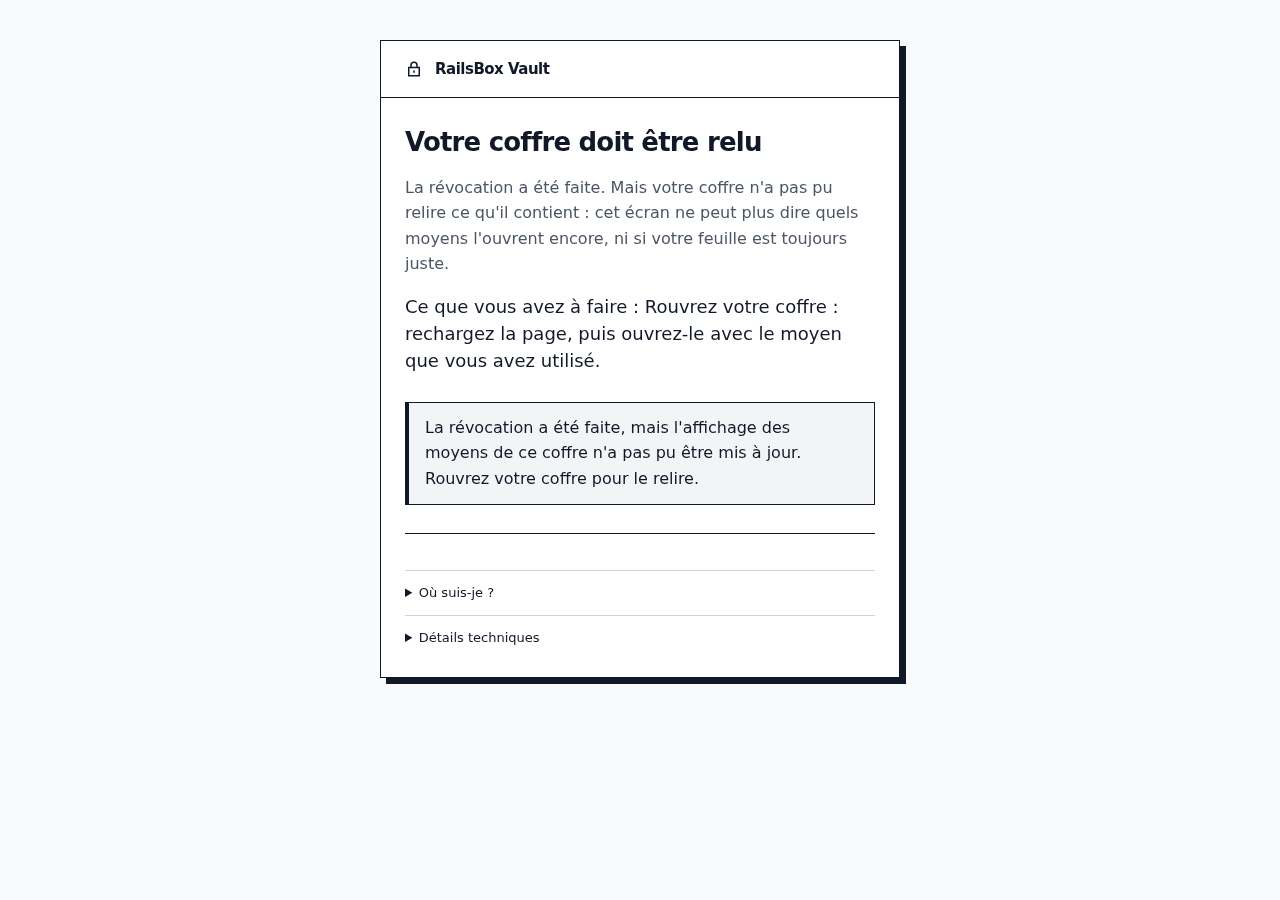 RailsBox Vault
Votre coffre doit être relu
La révocation a été faite. Mais votre coffre n'a pas pu
relire ce qu'il contient : cet écran ne peut plus dire quels
moyens l'ouvrent encore, ni si votre feuille est toujours
juste.
Ce que vous avez à faire : Rouvrez votre coffre :
rechargez la page, puis ouvrez-le avec le moyen
que vous avez utilisé.
La révocation a été faite, mais l'affichage des
moyens de ce coffre n'a pas pu être mis à jour.
Rouvrez votre coffre pour le relire.
Où suis-je ?
Détails techniques